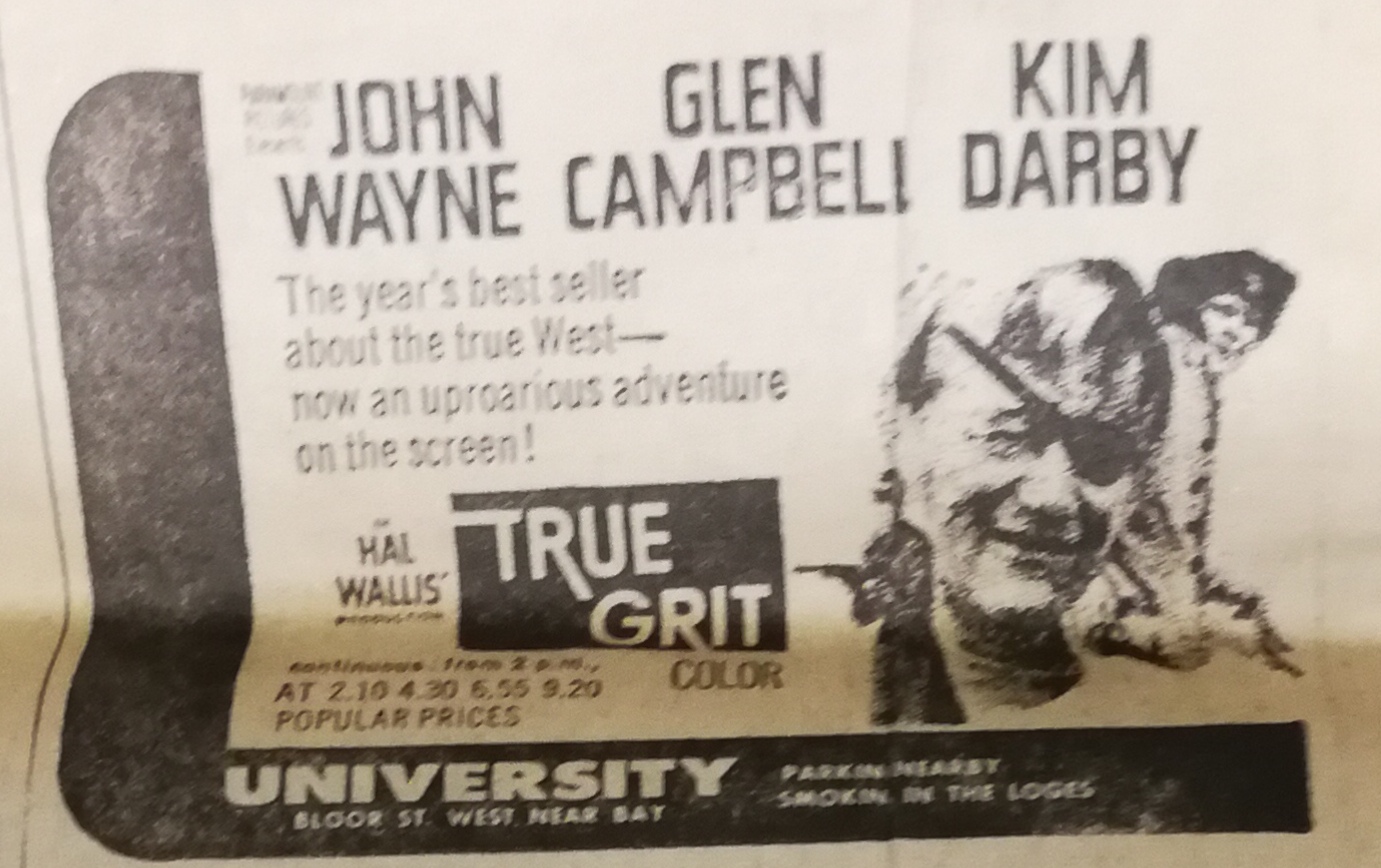 JOHN GLEN KIM
WAYNE CAMPBELL DARBY
The year's best seller
about the true West—
now an uproarious adventure
on the screen!
HAL
WALLIS'
PRODUCTION
TRUE
GRIT
COLOR
continuous from 2 p.m.,
AT 2.10 4.30 6.55 9.20
POPULAR PRICES
UNIVERSITY
BLOOR ST. WEST NEAR BAY
PARKIN NEARBY
SMOKIN IN THE LOGES